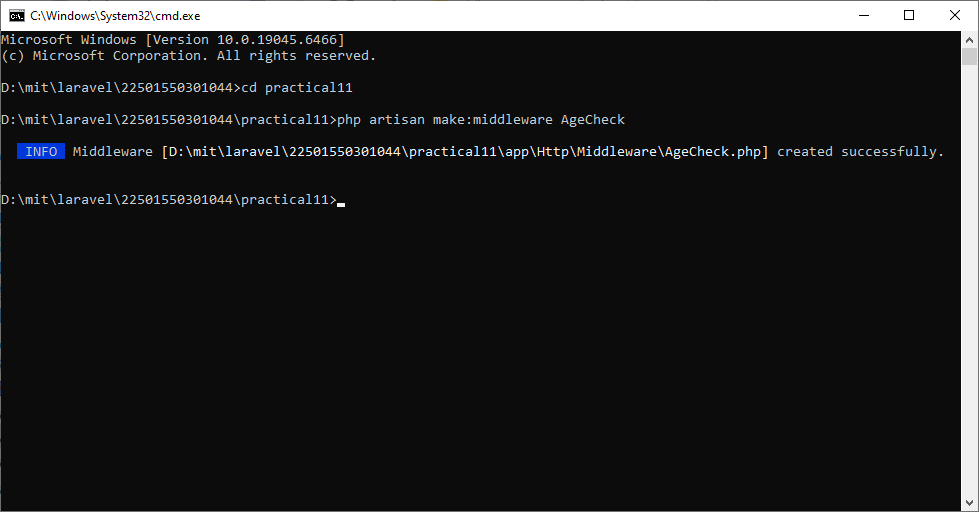 C:\Windows\System32\cmd.exe
Microsoft Windows [Version 10.0.19045.6466]
(c) Microsoft Corporation. All rights reserved.
D:\mit\laravel\22501550301044>cd practical11
D:\mit\laravel\22501550301044\practical11>php artisan make:middleware AgeCheck
INFO Middleware [D:\mit\laravel\22501550301044\practical11\app\Http\Middleware\AgeCheck.php] created successfully.
D:\mit\laravel\22501550301044\practical11>